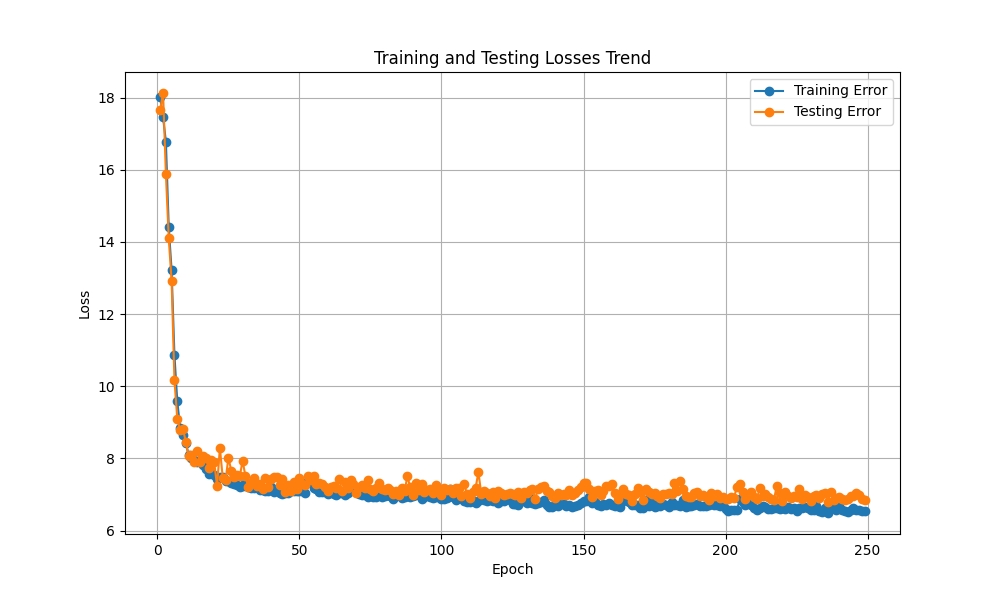 Training and Testing Losses Trend
Training Error
Testing Error
18
16
14
12
10
8
6
Loss
0
50
100
150
200
250
Epoch